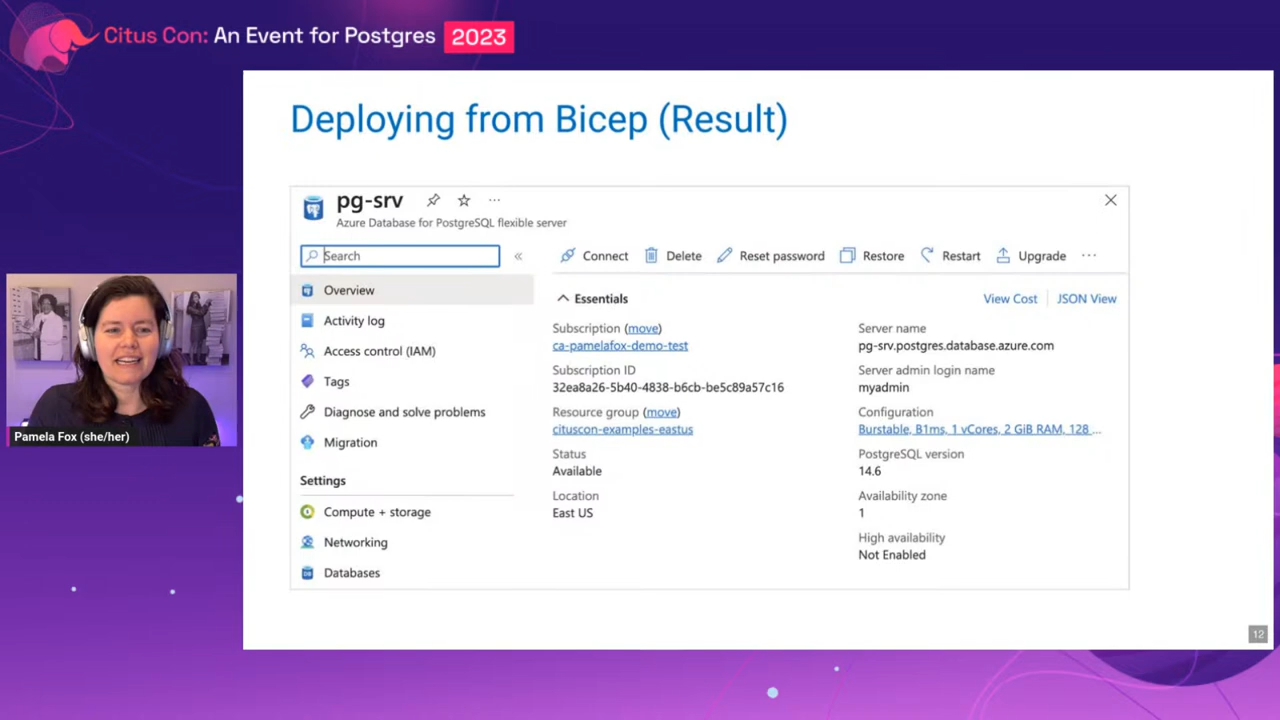 Citus Con: An Event for Postgres 2023
Deploying from Bicep (Result)
pg-srv
Azure Database for PostgreSQL flexible server
Search
Connect
Delete
Reset password
Restore
Restart
Upgrade
Overview
Activity log
Access control (IAM)
Tags
Diagnose and solve problems
Migration
Settings
Compute + storage
Networking
Databases
Essentials
View Cost
JSON View
Subscription (move)
ca-pamelafox-demo-test
Subscription ID
32ea8a26-5b40-4838-b6cb-be5c89a57c16
Resource group (move)
cituscon-examples-eastus
Status
Available
Location
East US
Server name
pg-srv.postgres.database.azure.com
Server admin login name
myadmin
Configuration
Burstable, B1ms, 1 vCores, 2 GiB RAM, 128 ...
PostgreSQL version
14.6
Availability zone
1
High availability
Not Enabled
Pamela Fox (she/her)
12